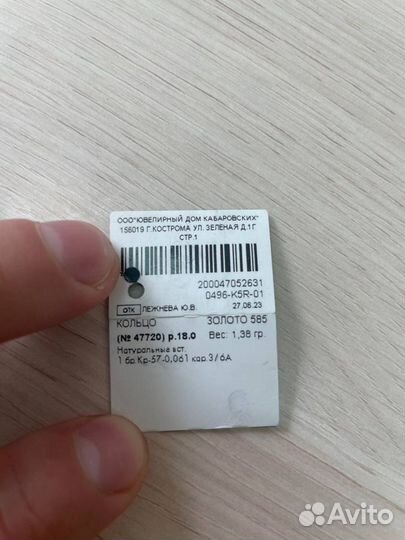 ООО"ЮВЕЛИРНЫЙ ДОМ КАБАРОВСКИХ"
156019 Г.КОСТРОМА УЛ. ЗЕЛЕНАЯ Д.1Г
СТР.1
200047052631
0496-K5R-01
ОТК ЛЕЖНЕВА Ю.В. 27.06.23
КОЛЬЦО ЗОЛОТО 585
(№ 47720) р.18.0 Вес: 1,38 гр.
Натуральные вст.
1 бр Кр-57-0,061 кар 3/6А
Avito